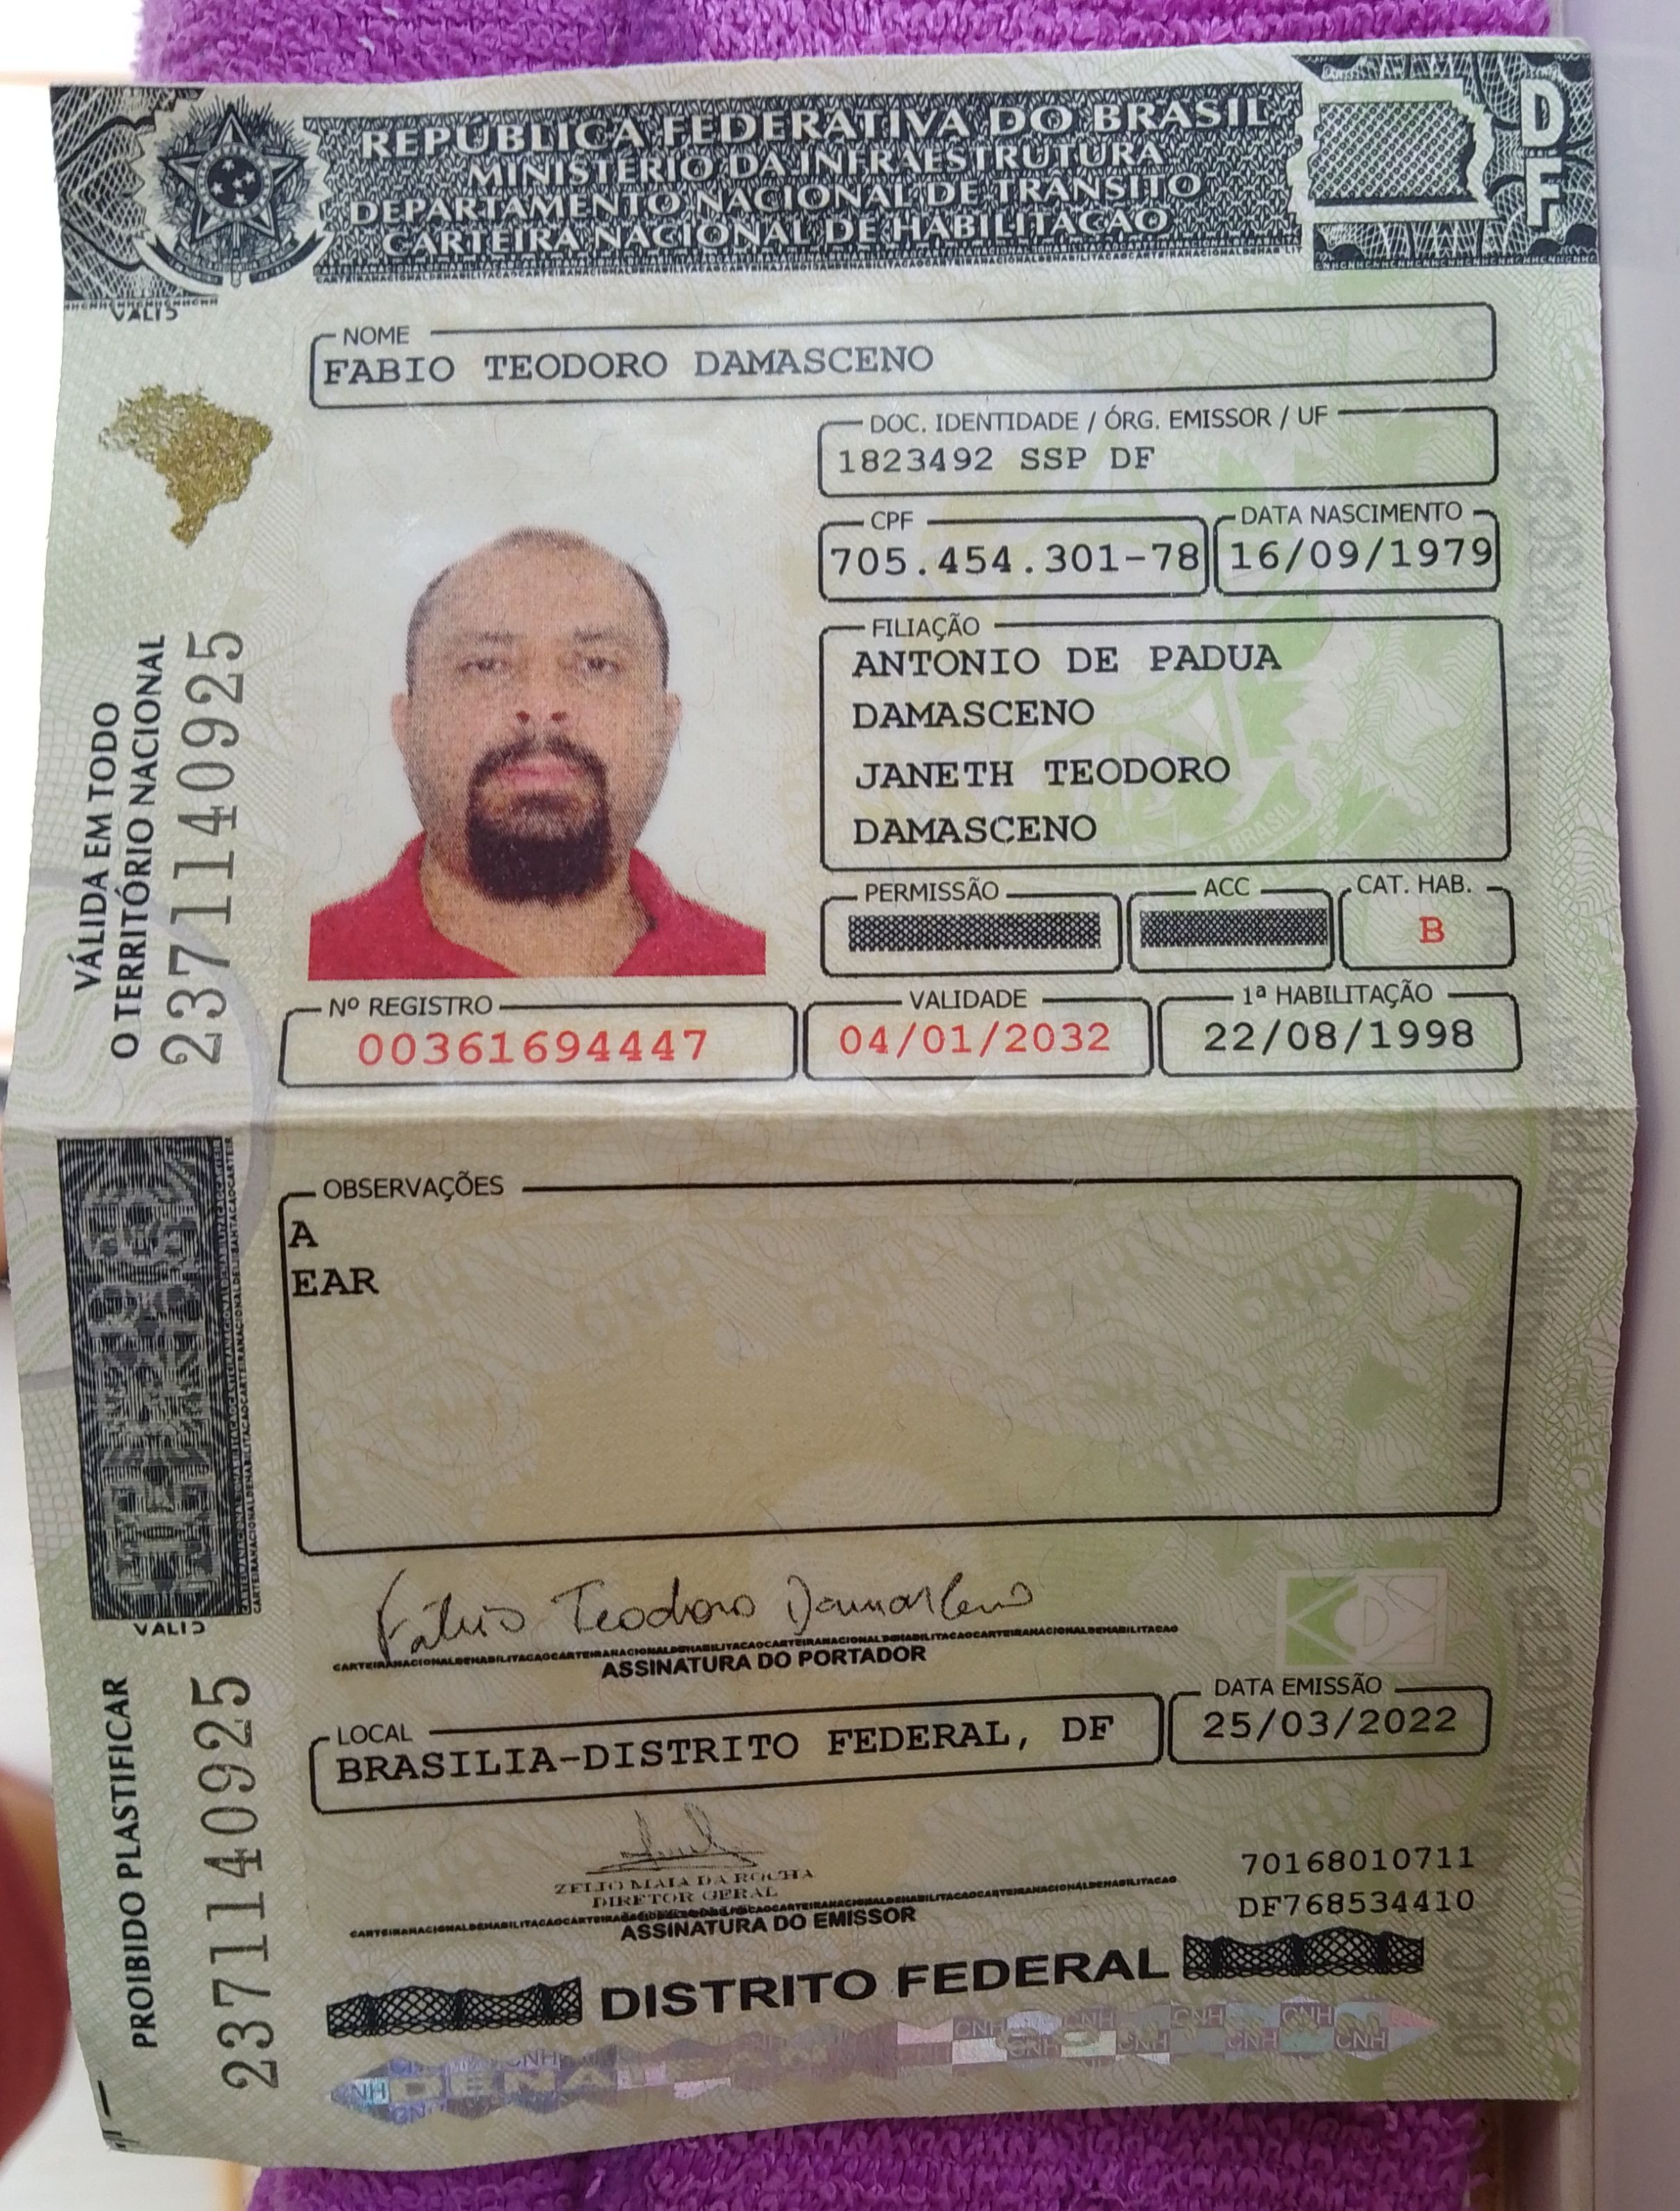 REPÚBLICA FEDERATIVA DO BRASIL
MINISTÉRIO DA INFRAESTRUTURA
DEPARTAMENTO NACIONAL DE TRÂNSITO
CARTEIRA NACIONAL DE HABILITAÇÃO
DF
NOME
FABIO TEODORO DAMASCENO
DOC. IDENTIDADE / ÓRG. EMISSOR / UF
1823492 SSP DF
CPF
705.454.301-78
DATA NASCIMENTO
16/09/1979
FILIAÇÃO
ANTONIO DE PADUA
DAMASCENO
JANETH TEODORO
DAMASCENO
PERMISSÃO
ACC
CAT. HAB.
B
Nº REGISTRO
00361694447
VALIDADE
04/01/2032
1ª HABILITAÇÃO
22/08/1998
VÁLIDA EM TODO
O TERRITÓRIO NACIONAL
2371140925
OBSERVAÇÕES
A
EAR
Fábio Teodoro Damasceno
ASSINATURA DO PORTADOR
LOCAL
BRASILIA-DISTRITO FEDERAL, DF
DATA EMISSÃO
25/03/2022
ZELIO MAIA DA ROCHA
DIRETOR GERAL
ASSINATURA DO EMISSOR
70168010711
DF768534410
DISTRITO FEDERAL
PROIBIDO PLASTIFICAR
2371140925